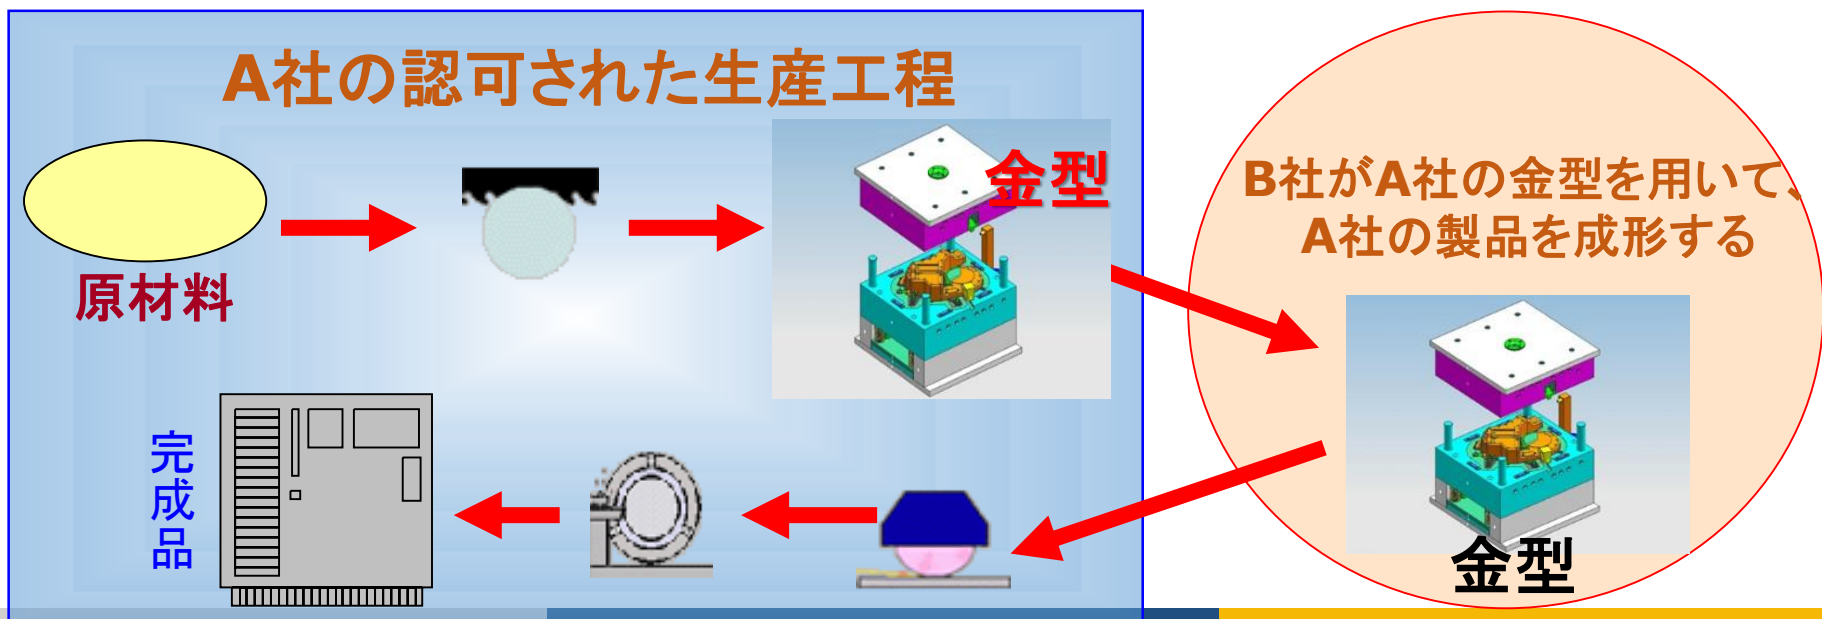 A社の認可された生産工程
金型
原材料
B社がA社の金型を用いて、
A社の製品を成形する
完成品
金型